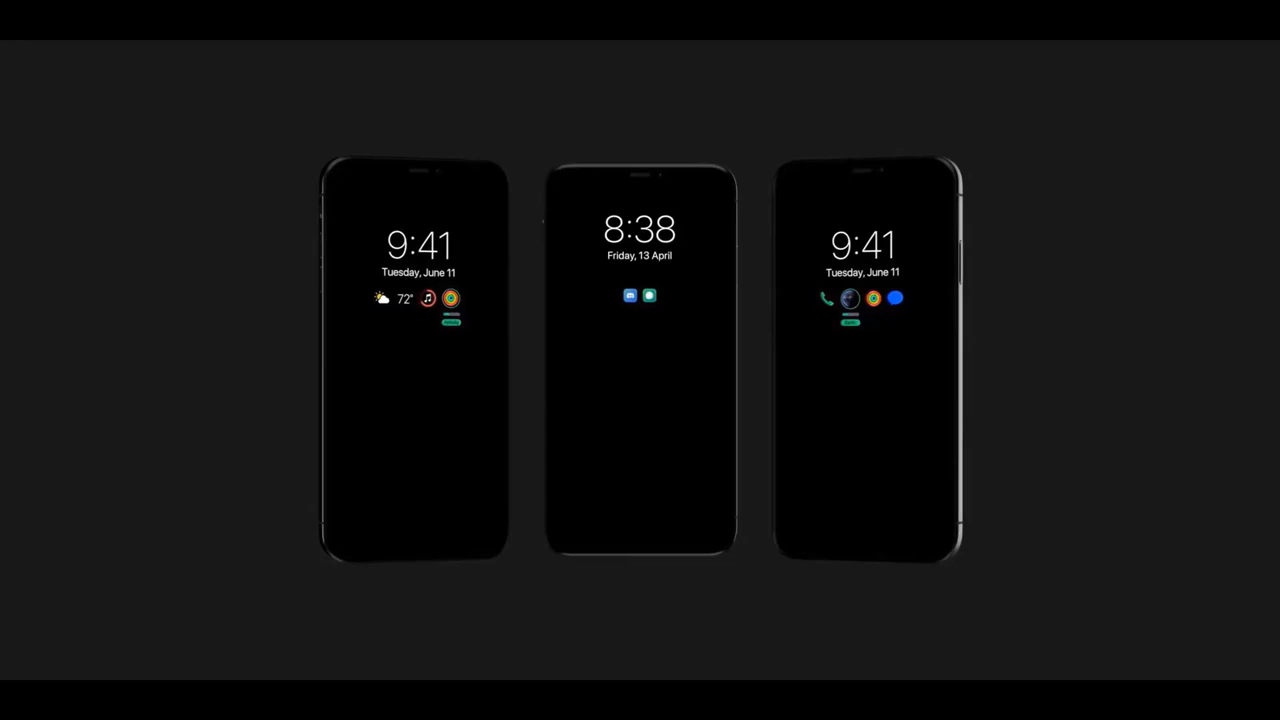 9:41
Tuesday, June 11
72°
8:38
Friday, 13 April
9:41
Tuesday, June 11